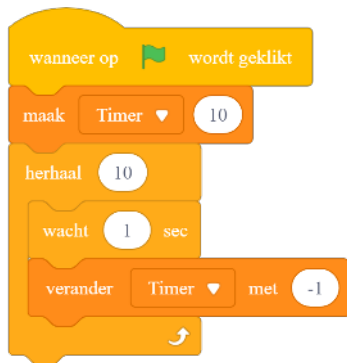 wanneer op wordt geklikt
maak Timer 10
herhaal 10
wacht 1 sec
verander Timer met -1